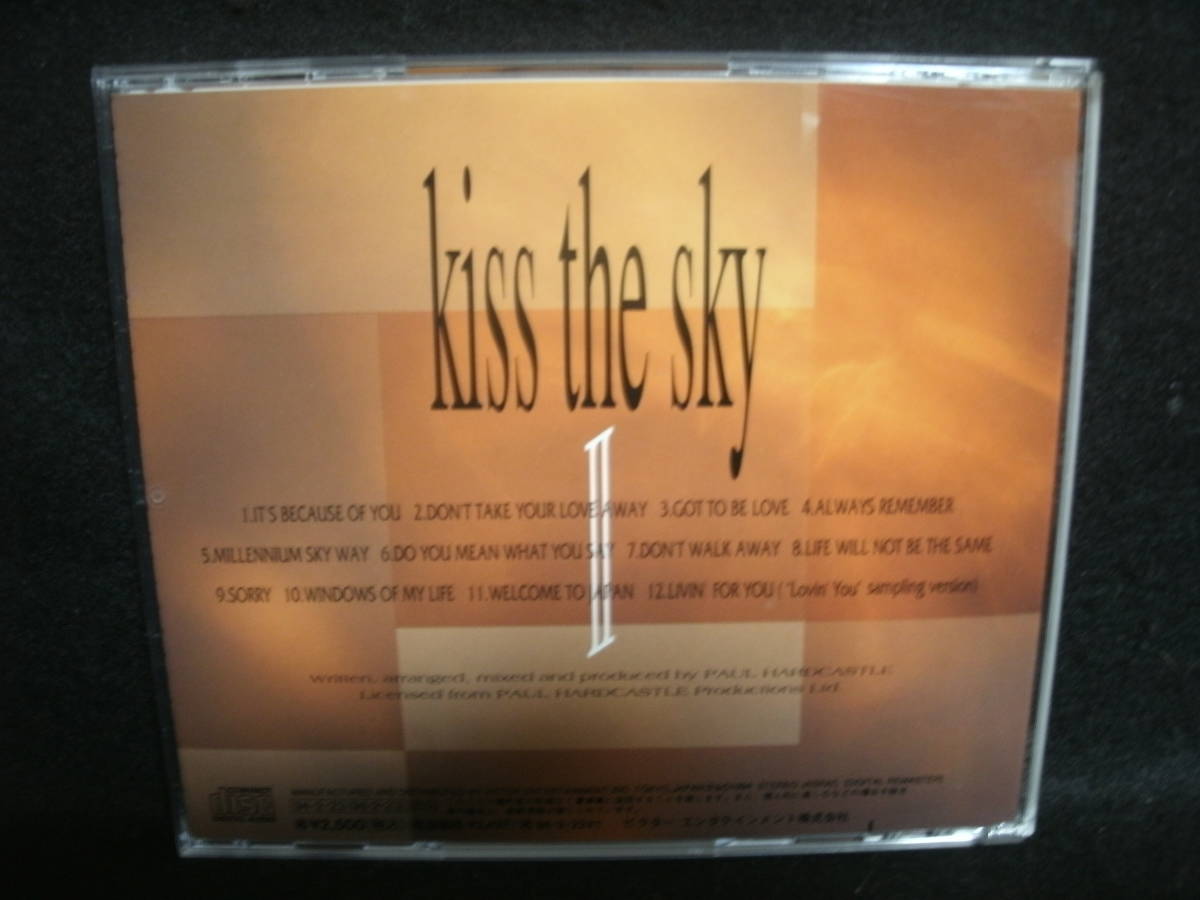 kiss the sky
II
1.IT'S BECAUSE OF YOU 2.DON'T TAKE YOUR LOVE AWAY 3.GOT TO BE LOVE 4.ALWAYS REMEMBER
5.MILLENNIUM SKY WAY 6.DO YOU MEAN WHAT YOU SAY 7.DON'T WALK AWAY 8.LIFE WILL NOT BE THE SAME
9.SORRY 10.WINDOWS OF MY LIFE 11.WELCOME TO JAPAN 12.LIVIN' FOR YOU ( "Lovin' You" sampling version)
written, arranged, mixed and produced by PAUL HARDCASTLE
Licensed from PAUL HARDCASTLE Productions Ltd
disc
¥2,500 ビクター エンタテインメント株式会社